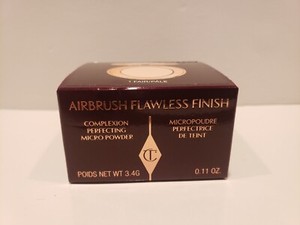 AIRBRUSH FLAWLESS FINISH
COMPLEXION
PERFECTING
MICRO POWDER
MICROPOUDRE
PERFECTRICE
DE TEINT
CT
POIDS NET WT 3.4G
0.11 OZ.